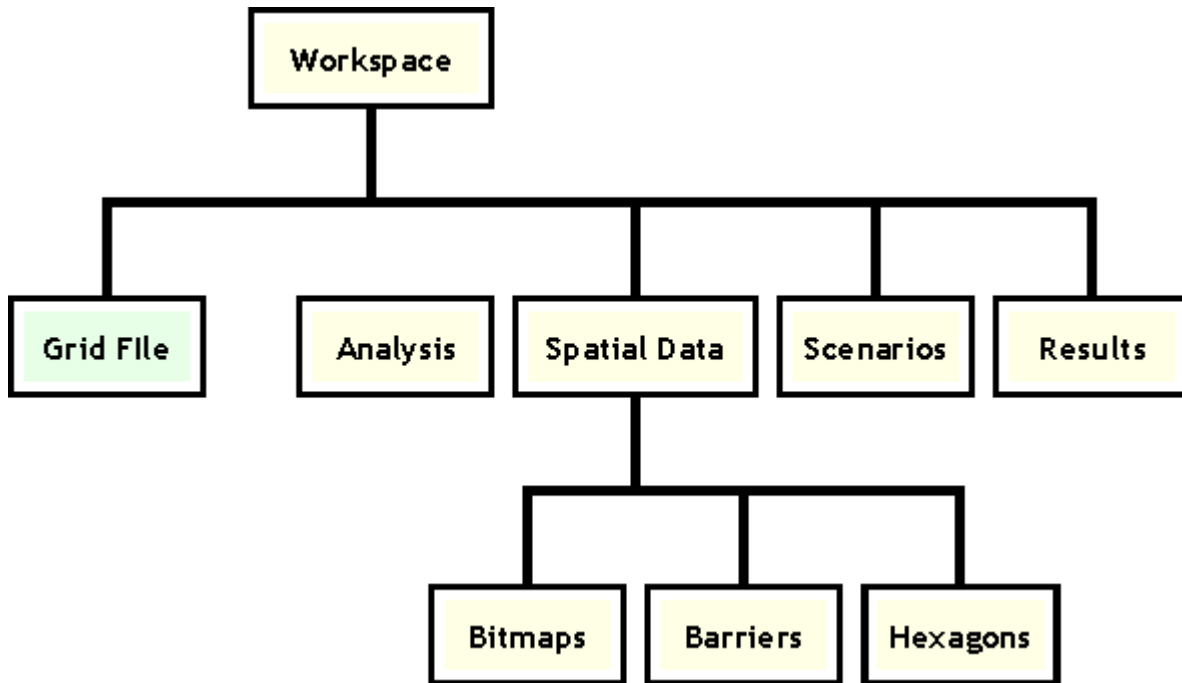 Workspace
Grid FIle
Analysis
Spatial Data
Scenarios
Results
Bitmaps
Barriers
Hexagons